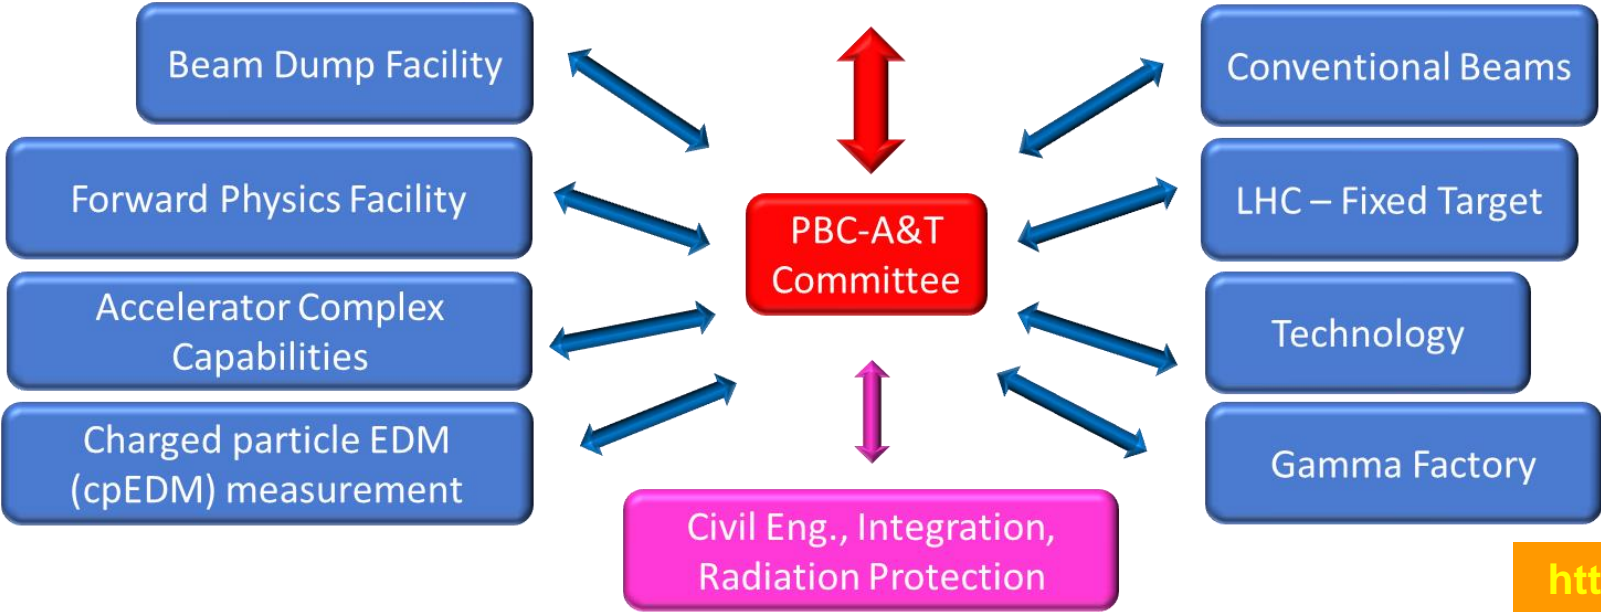 Beam Dump Facility
Forward Physics Facility
Accelerator Complex
Capabilities
Charged particle EDM
(cpEDM) measurement
PBC-A&T
Committee
Civil Eng., Integration,
Radiation Protection
Conventional Beams
LHC – Fixed Target
Technology
Gamma Factory
htt